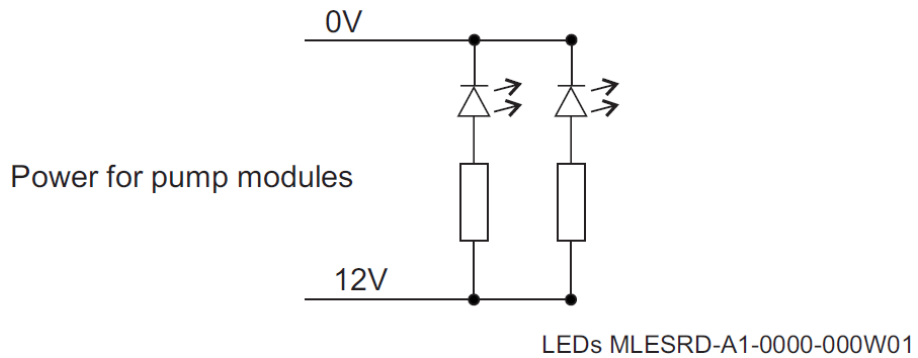 0V
Power for pump modules
12V
LEDs MLESRD-A1-0000-000W01